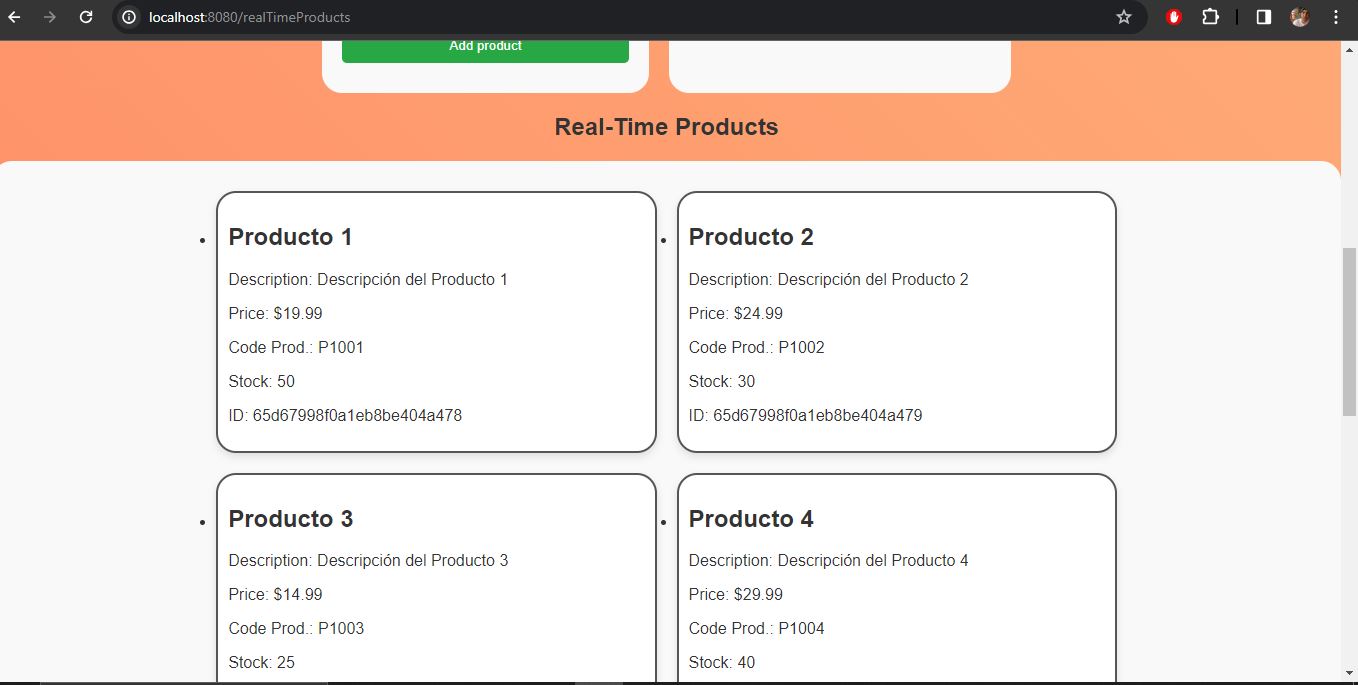 localhost:8080/realTimeProducts
Add product
Real-Time Products
Producto 1
Description: Descripción del Producto 1
Price: $19.99
Code Prod.: P1001
Stock: 50
ID: 65d67998f0a1eb8be404a478
Producto 2
Description: Descripción del Producto 2
Price: $24.99
Code Prod.: P1002
Stock: 30
ID: 65d67998f0a1eb8be404a479
Producto 3
Description: Descripción del Producto 3
Price: $14.99
Code Prod.: P1003
Stock: 25
Producto 4
Description: Descripción del Producto 4
Price: $29.99
Code Prod.: P1004
Stock: 40